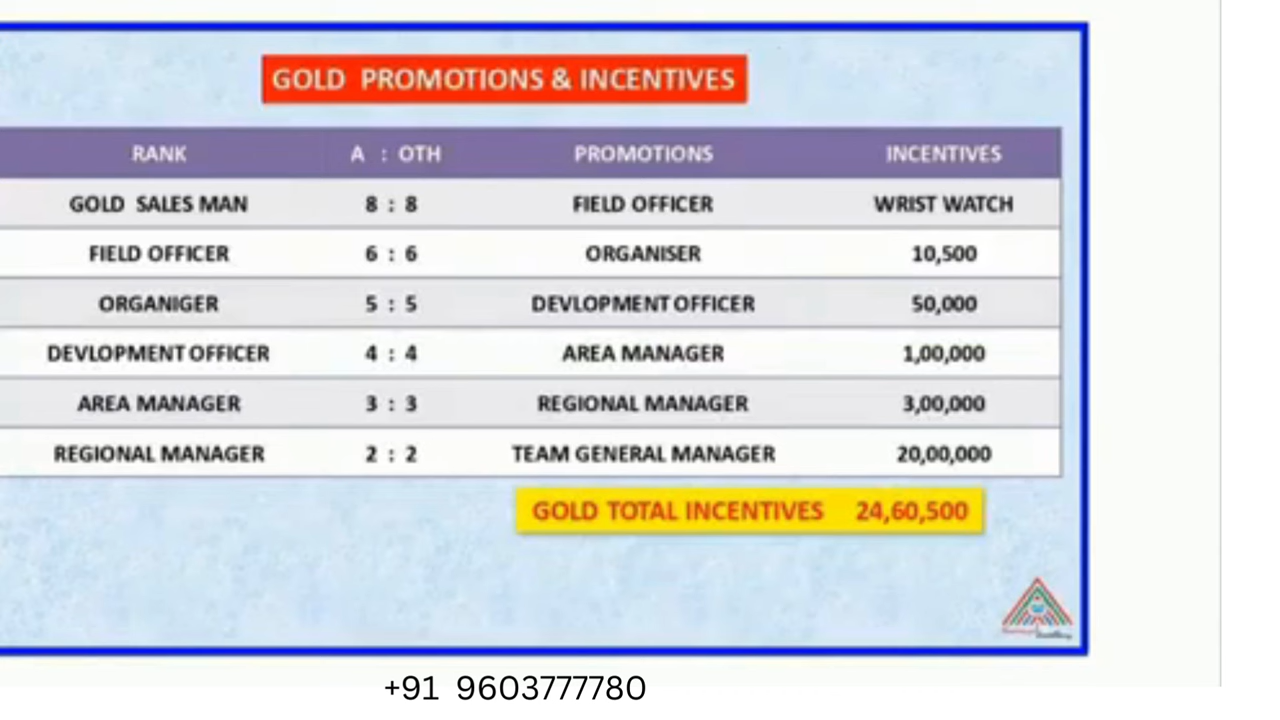 GOLD PROMOTIONS & INCENTIVES
RANK A : OTH PROMOTIONS INCENTIVES
GOLD SALES MAN 8 : 8 FIELD OFFICER WRIST WATCH
FIELD OFFICER 6 : 6 ORGANISER 10,500
ORGANIGER 5 : 5 DEVLOPMENT OFFICER 50,000
DEVLOPMENT OFFICER 4 : 4 AREA MANAGER 1,00,000
AREA MANAGER 3 : 3 REGIONAL MANAGER 3,00,000
REGIONAL MANAGER 2 : 2 TEAM GENERAL MANAGER 20,00,000
GOLD TOTAL INCENTIVES 24,60,500
+91 9603777780